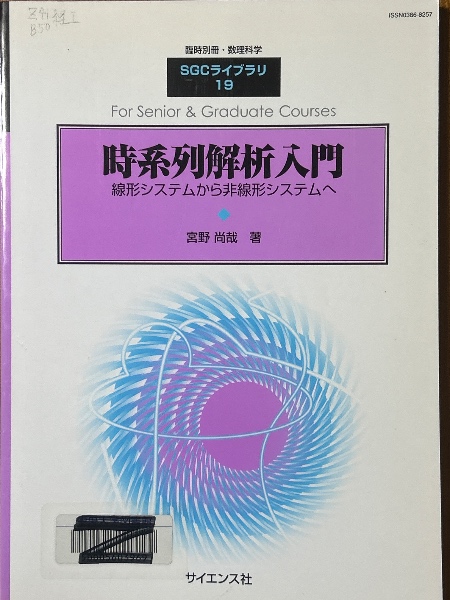 ISSN0386-8257
臨時別冊・数理科学
SGCライブラリ
19
For Senior & Graduate Courses
時系列解析入門
線形システムから非線形システムへ
宮野 尚哉 著
サイエンス社